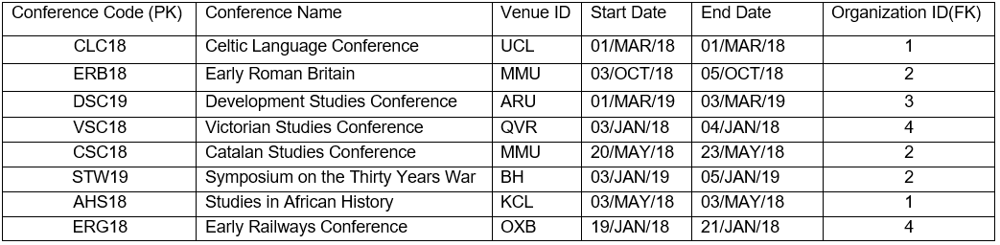 Conference Code (PK) Conference Name Venue ID Start Date End Date Organization ID(FK)
CLC18 Celtic Language Conference UCL 01/MAR/18 01/MAR/18 1
ERB18 Early Roman Britain MMU 03/OCT/18 05/OCT/18 2
DSC19 Development Studies Conference ARU 01/MAR/19 03/MAR/19 3
VSC18 Victorian Studies Conference QVR 03/JAN/18 04/JAN/18 4
CSC18 Catalan Studies Conference MMU 20/MAY/18 23/MAY/18 2
STW19 Symposium on the Thirty Years War BH 03/JAN/19 05/JAN/19 2
AHS18 Studies in African History KCL 03/MAY/18 03/MAY/18 1
ERG18 Early Railways Conference OXB 19/JAN/18 21/JAN/18 4